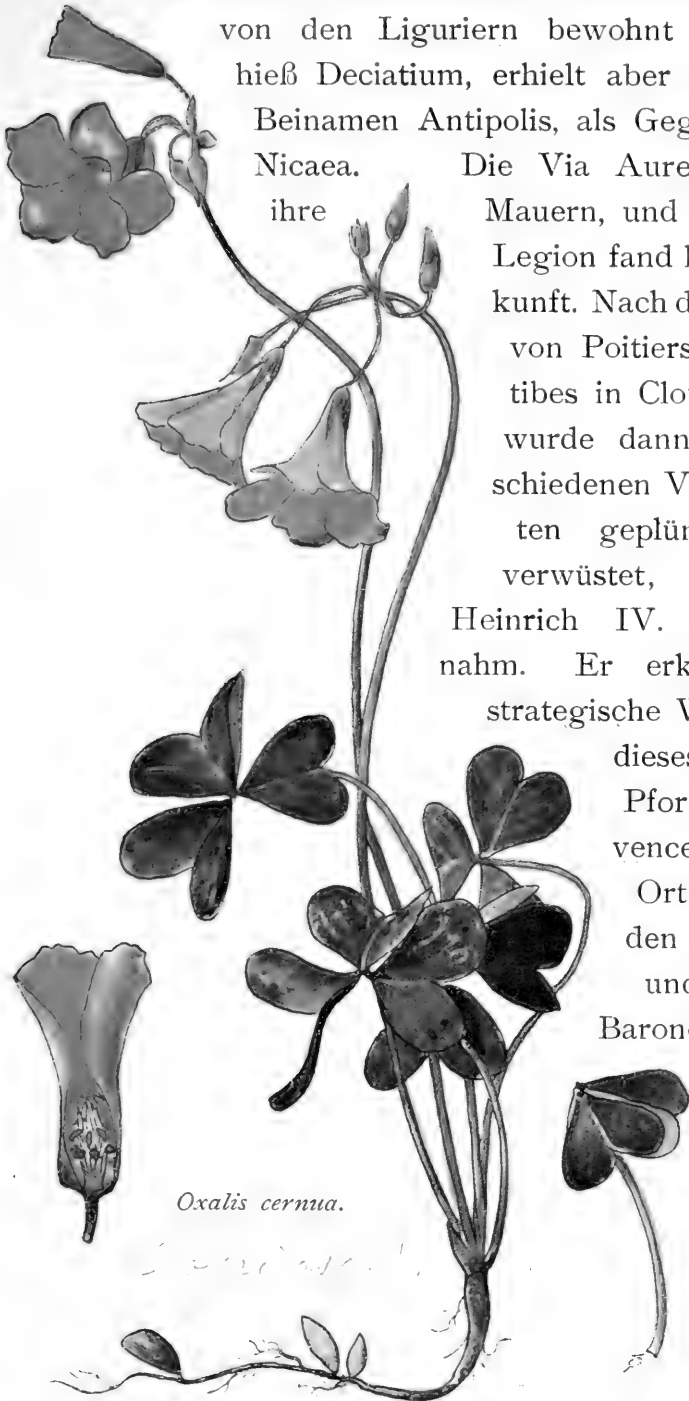 von den Liguriern bewohnt
hieß Deciatium, erhielt aber
Beinamen Antipolis, als Geg
Nicaea. Die Via Aure
ihre Mauern, und
Legion fand
kunft. Nach d
von Poitiers
tibes in Clo
wurde dann
schiedenen V
ten geplün
verwüstet,
Heinrich IV.
nahm. Er erk
strategische
dieses
Pfor
vence
Ort
den
und
Baron
Oxalis cernua.